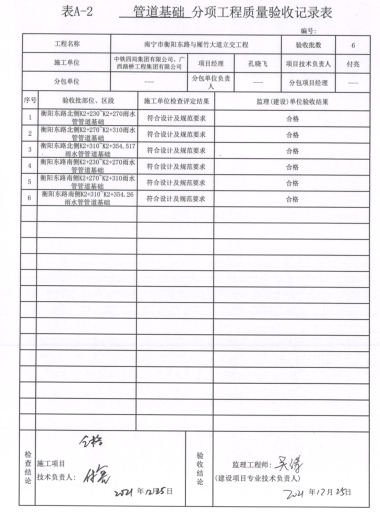 表A-2 管道基础 分项工程质量验收记录表
编号:
工程名称 南宁市衡阳东路与榧竹大道立交工程 验收批数 6
施工单位 中铁四局集团有限公司、广西路桥工程集团有限公司 项目经理 孔晓飞 项目技术负责人 付亮
分包单位 ---- 分包单位负责人 ---- 分包项目经理 ----
序号 验收批部位、区段 施工单位检查评定结果 监理(建设)单位验收结果
1 衡阳东路北侧K2+230~K2+270雨水管管道基础 符合设计及规范要求 合格
2 衡阳东路北侧K2+270~K2+310雨水管管道基础 符合设计及规范要求 合格
3 衡阳东路北侧K2+310~K2+354.517雨水管管道基础 符合设计及规范要求 合格
4 衡阳东路南侧K2+230~K2+270雨水管管道基础 符合设计及规范要求 合格
5 衡阳东路南侧K2+270~K2+310雨水管管道基础 符合设计及规范要求 合格
6 衡阳东路南侧K2+310~K2+354.26雨水管管道基础 符合设计及规范要求 合格
检查结论
合格
施工项目
技术负责人: 付亮
2021 年 12月25日
验收结论
监理工程师:
(建设项目专业技术负责人)
2021 年12月25日